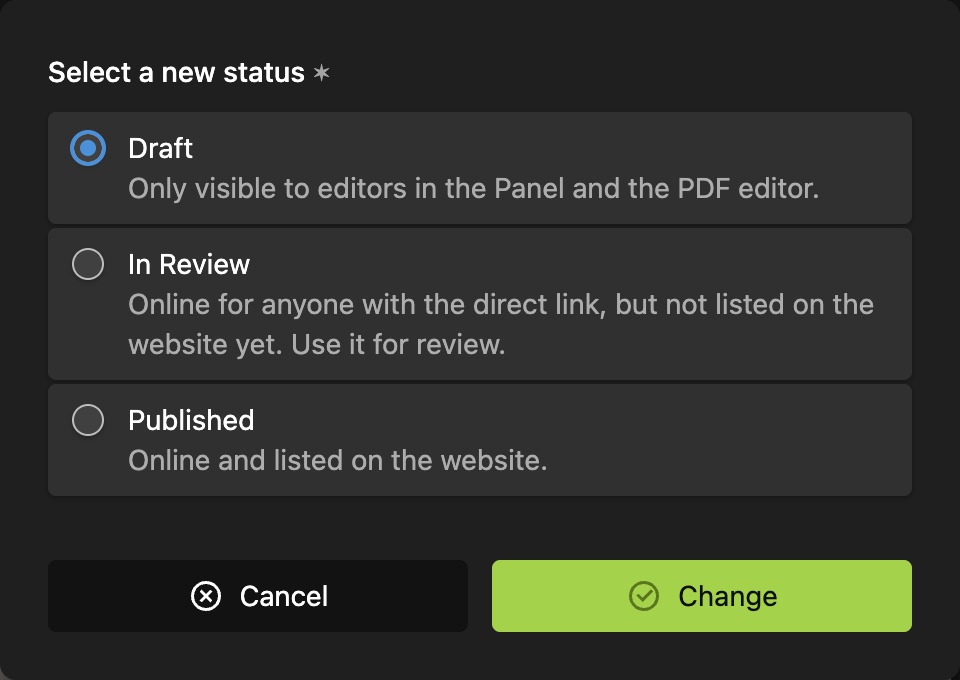 Select a new status *
Draft
Only visible to editors in the Panel and the PDF editor.
In Review
Online for anyone with the direct link, but not listed on the
website yet. Use it for review.
Published
Online and listed on the website.
Cancel
Change